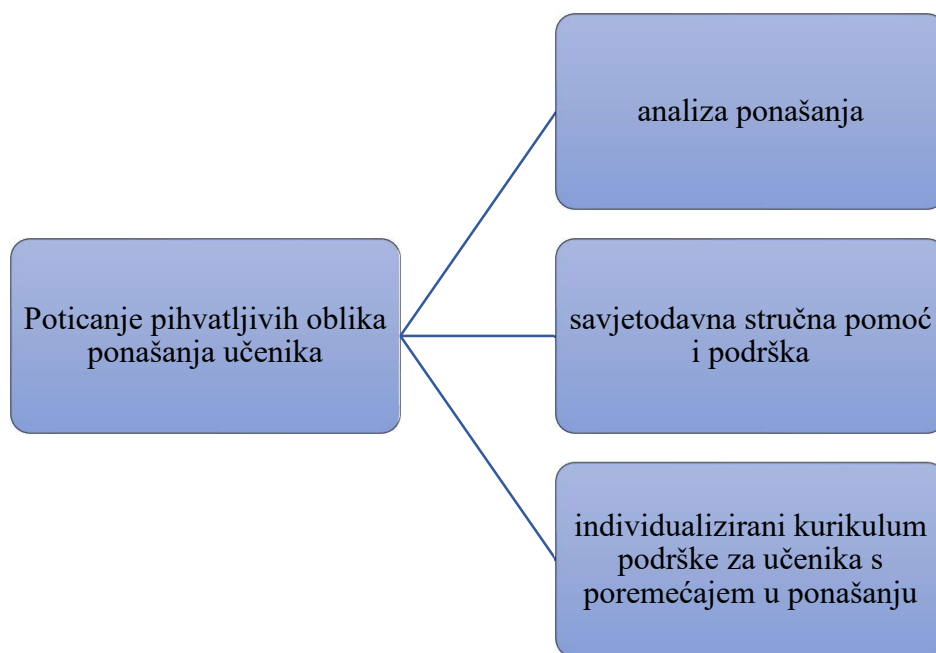 Poticanje pihvatljivih oblika
ponašanja učenika
analiza ponašanja
savjetodavna stručna pomoć
i podrška
individualizirani kurikulum
podrške za učenika s
poremećajem u ponašanju